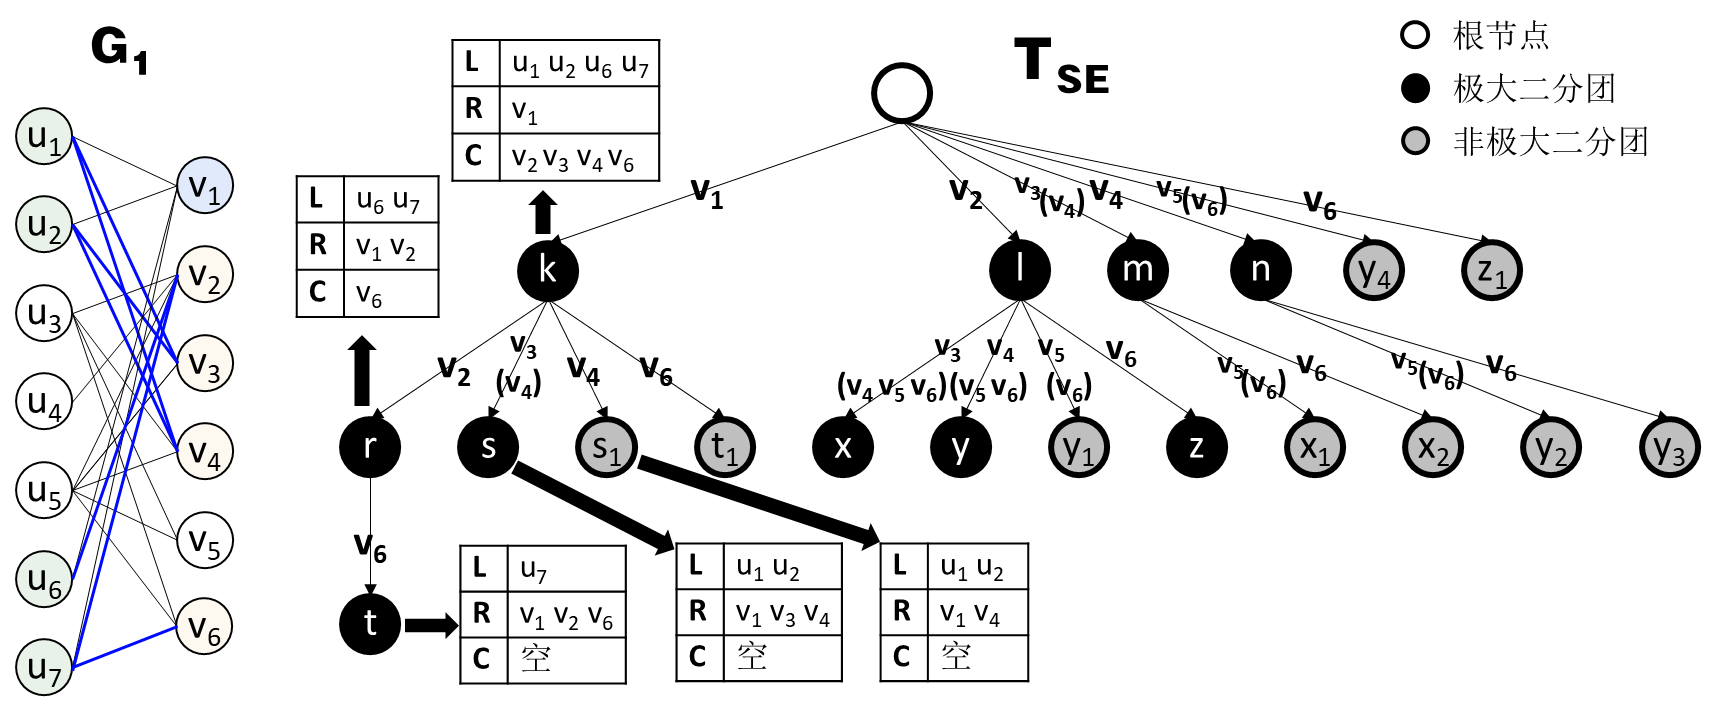 G1
u1
u2
u3
u4
u5
u6
u7
v1
v2
v3
v4
v5
v6
TSE
根节点
极大二分团
非极大二分团
L u1 u2 u6 u7
R v1
C v2 v3 v4 v6
L u6 u7
R v1 v2
C v6
v1
v2
v3
(v4)
v4
v5(v6)
v6
k
l
m
n
y4
z1
v2
v3
(v4)
v4
v6
v3
(v4 v5 v6)
v4
(v5 v6)
v5
(v6)
v6
v5(v6)
v6
v5(v6)
v6
r
s
s1
t1
x
y
y1
z
x1
x2
y2
y3
v6
t
L u7
R v1 v2 v6
C 空
L u1 u2
R v1 v3 v4
C 空
L u1 u2
R v1 v4
C 空